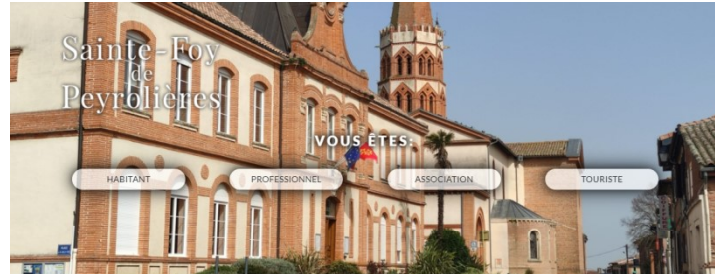 Sainte-Foy
de
Peyrolières
VOUS ÊTES:
HABITANT
PROFESSIONNEL
ASSOCIATION
TOURISTE